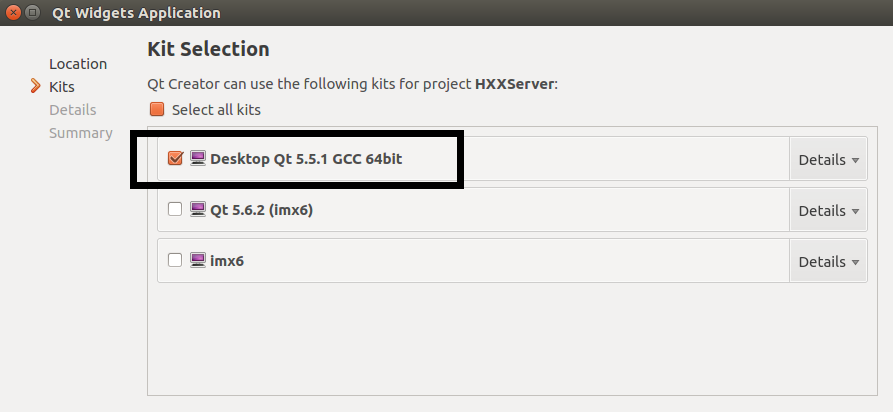 Qt Widgets Application
Kit Selection
Location
Kits
Details
Summary
Qt Creator can use the following kits for project HXXServer:
Select all kits
Desktop Qt 5.5.1 GCC 64bit
Details
Qt 5.6.2 (imx6)
Details
imx6
Details